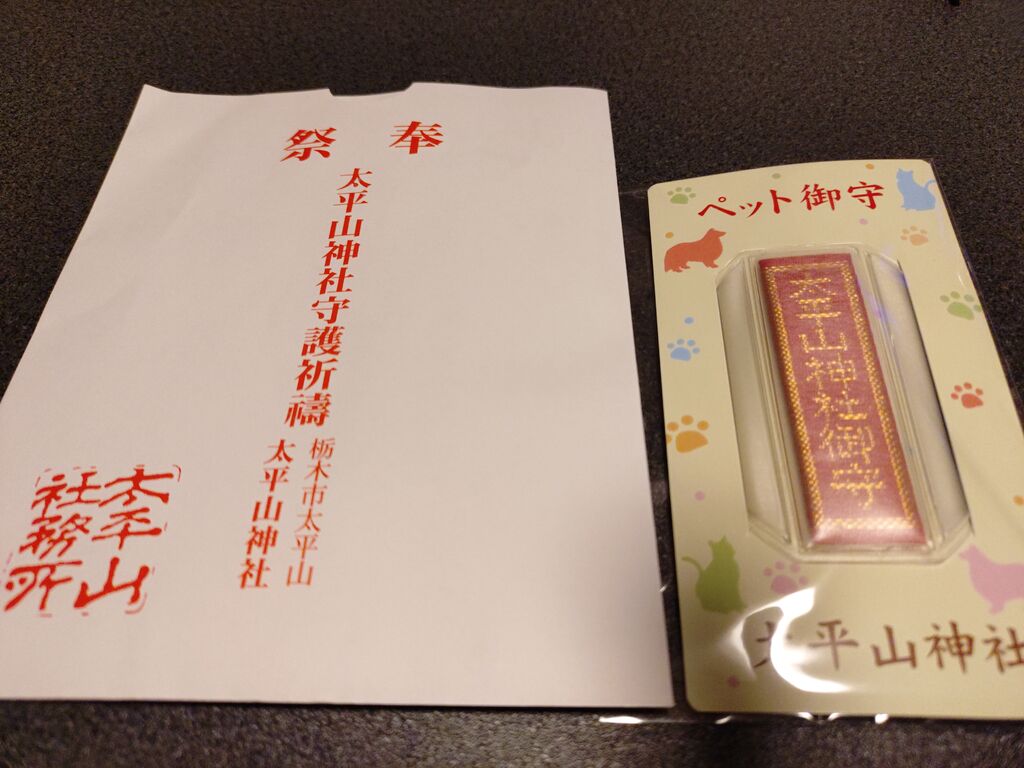 奉祭
太平山神社守護祈禱
栃木市太平山
太平山神社
太平山
社務所
ペット御守
太平山神社御守
太平山神社